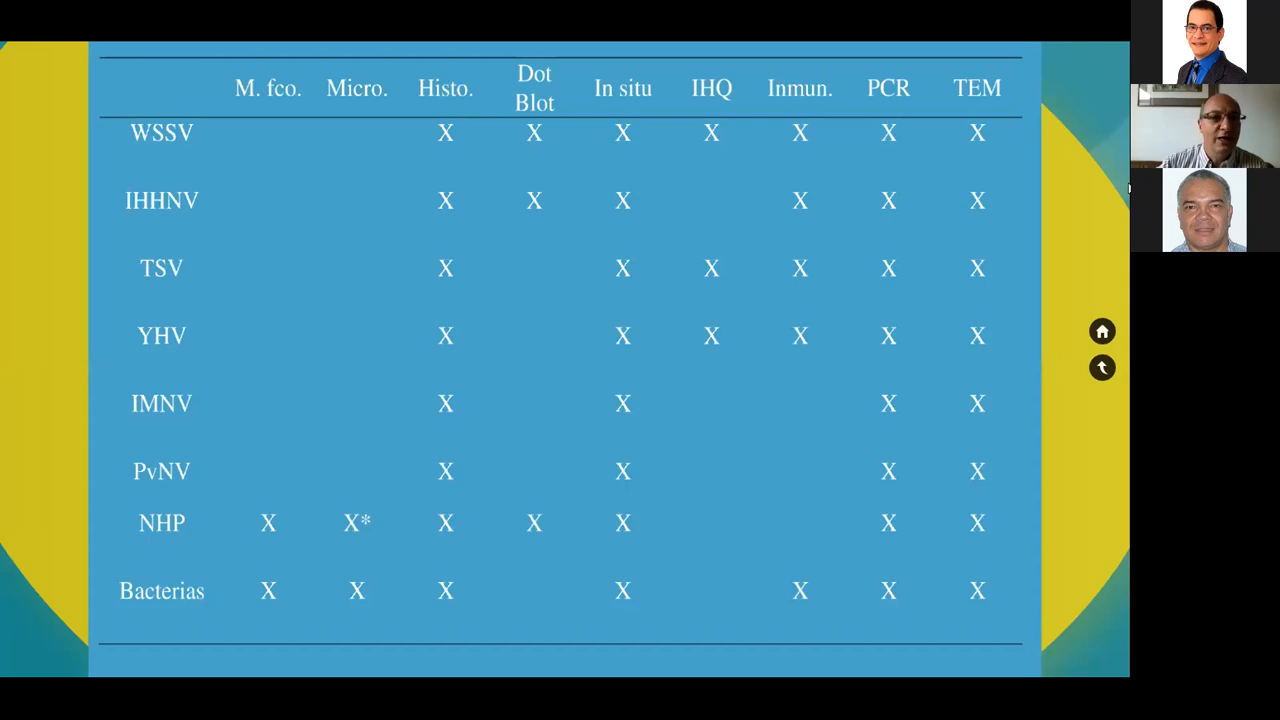 M. fco. Micro. Histo. Dot Blot In situ IHQ Inmun. PCR TEM
WSSV X X X X X X X
IHHNV X X X X X X
TSV X X X X X X
YHV X X X X X X
IMNV X X X X
PvNV X X X X
NHP X X* X X X X X
Bacterias X X X X X X X